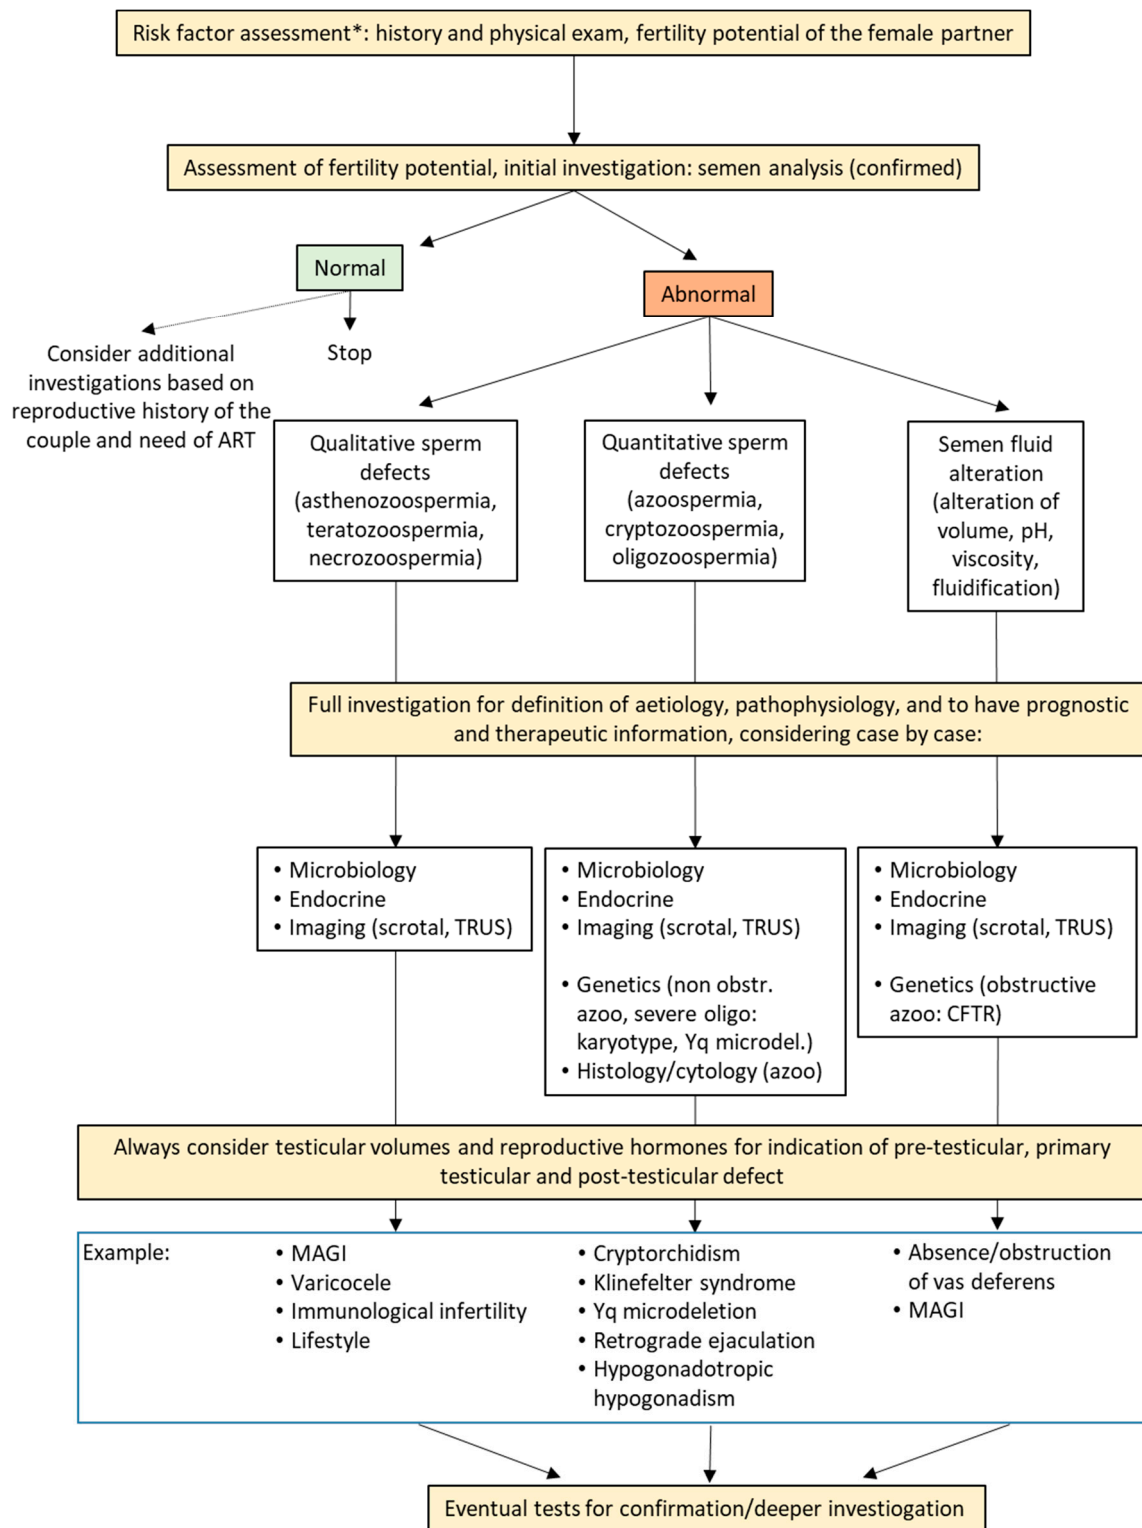 Risk factor assessment*: history and physical exam, fertility potential of the female partner
Assessment of fertility potential, initial investigation: semen analysis (confirmed)
Normal
Abnormal
Consider additional
investigations based on
reproductive history of the
couple and need of ART
Stop
Qualitative sperm
defects
(asthenozoospermia,
teratozoospermia,
necrozoospermia)
Quantitative sperm
defects
(azoospermia,
cryptozoospermia,
oligozoospermia)
Semen fluid
alteration
(alteration of
volume, pH,
viscosity,
fluidification)
Full investigation for definition of aetiology, pathophysiology, and to have prognostic
and therapeutic information, considering case by case:
• Microbiology
• Endocrine
• Imaging (scrotal, TRUS)
• Microbiology
• Endocrine
• Imaging (scrotal, TRUS)
• Genetics (non obstr.
azoo, severe oligo:
karyotype, Yq microdel.)
• Histology/cytology (azoo)
• Microbiology
• Endocrine
• Imaging (scrotal, TRUS)
• Genetics (obstructive
azoo: CFTR)
Always consider testicular volumes and reproductive hormones for indication of pre-testicular, primary
testicular and post-testicular defect
Example:
• MAGI
• Varicocele
• Immunological infertility
• Lifestyle
• Cryptorchidism
• Klinefelter syndrome
• Yq microdeletion
• Retrograde ejaculation
• Hypogonadotropic
hypogonadism
• Absence/obstruction
of vas deferens
• MAGI
Eventual tests for confirmation/deeper investiogation